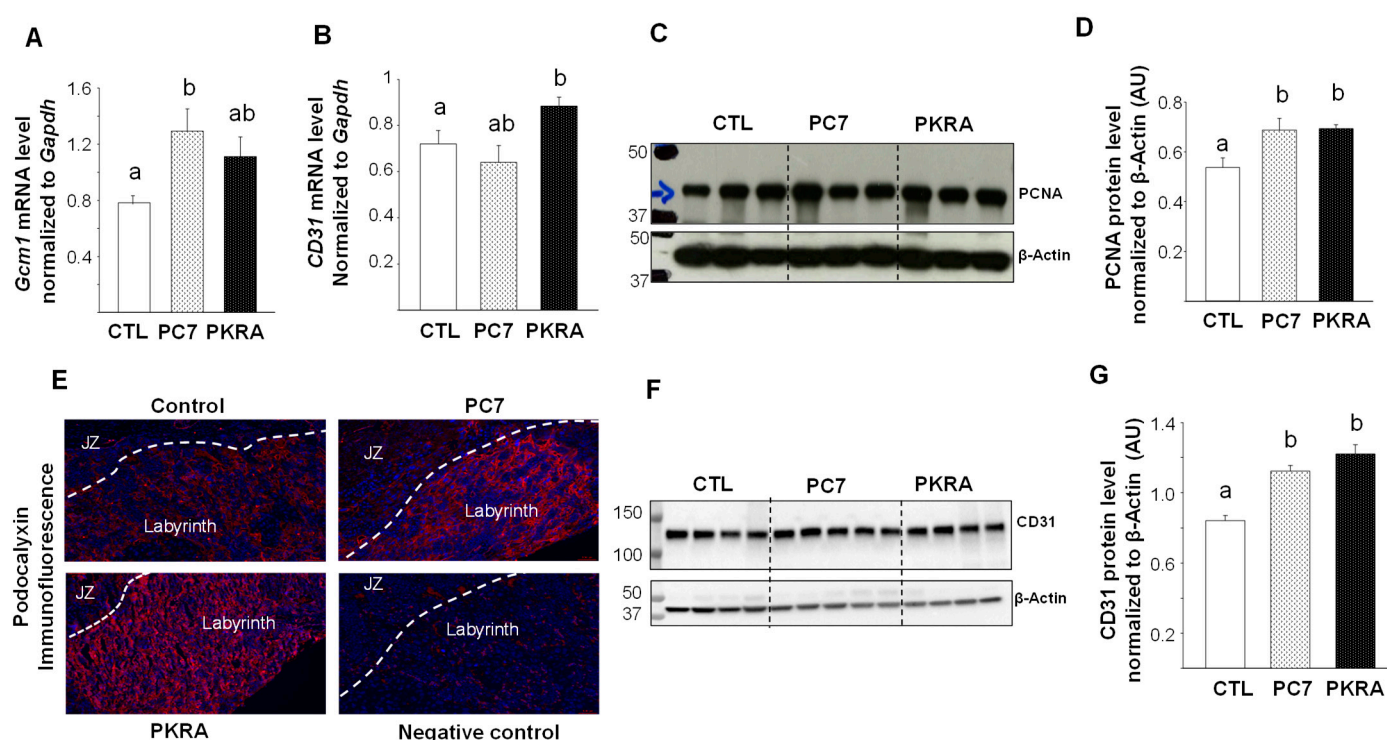 A
Gcm1 mRNA level
normalized to Gapdh
1.6
1.2
0.8
0.4
a
b
ab
CTL PC7 PKRA
B
CD31 mRNA level
Normalized to Gapdh
1
0.8
0.6
0.4
0.2
a
ab
b
CTL PC7 PKRA
C
CTL PC7 PKRA
50
37
PCNA
50
37
β-Actin
D
PCNA protein level
normalized to β-Actin (AU)
0.8
0.6
0.4
0.2
a
b
b
CTL PC7 PKRA
E
Podocalyxin
Immunofluorescence
Control
JZ
Labyrinth
PC7
JZ
Labyrinth
JZ
Labyrinth
PKRA
JZ
Labyrinth
Negative control
F
CTL PC7 PKRA
150
100
CD31
50
37
β-Actin
G
CD31 protein level
normalized to β-Actin (AU)
1.4
1.0
0.6
0.2
a
b
b
CTL PC7 PKRA